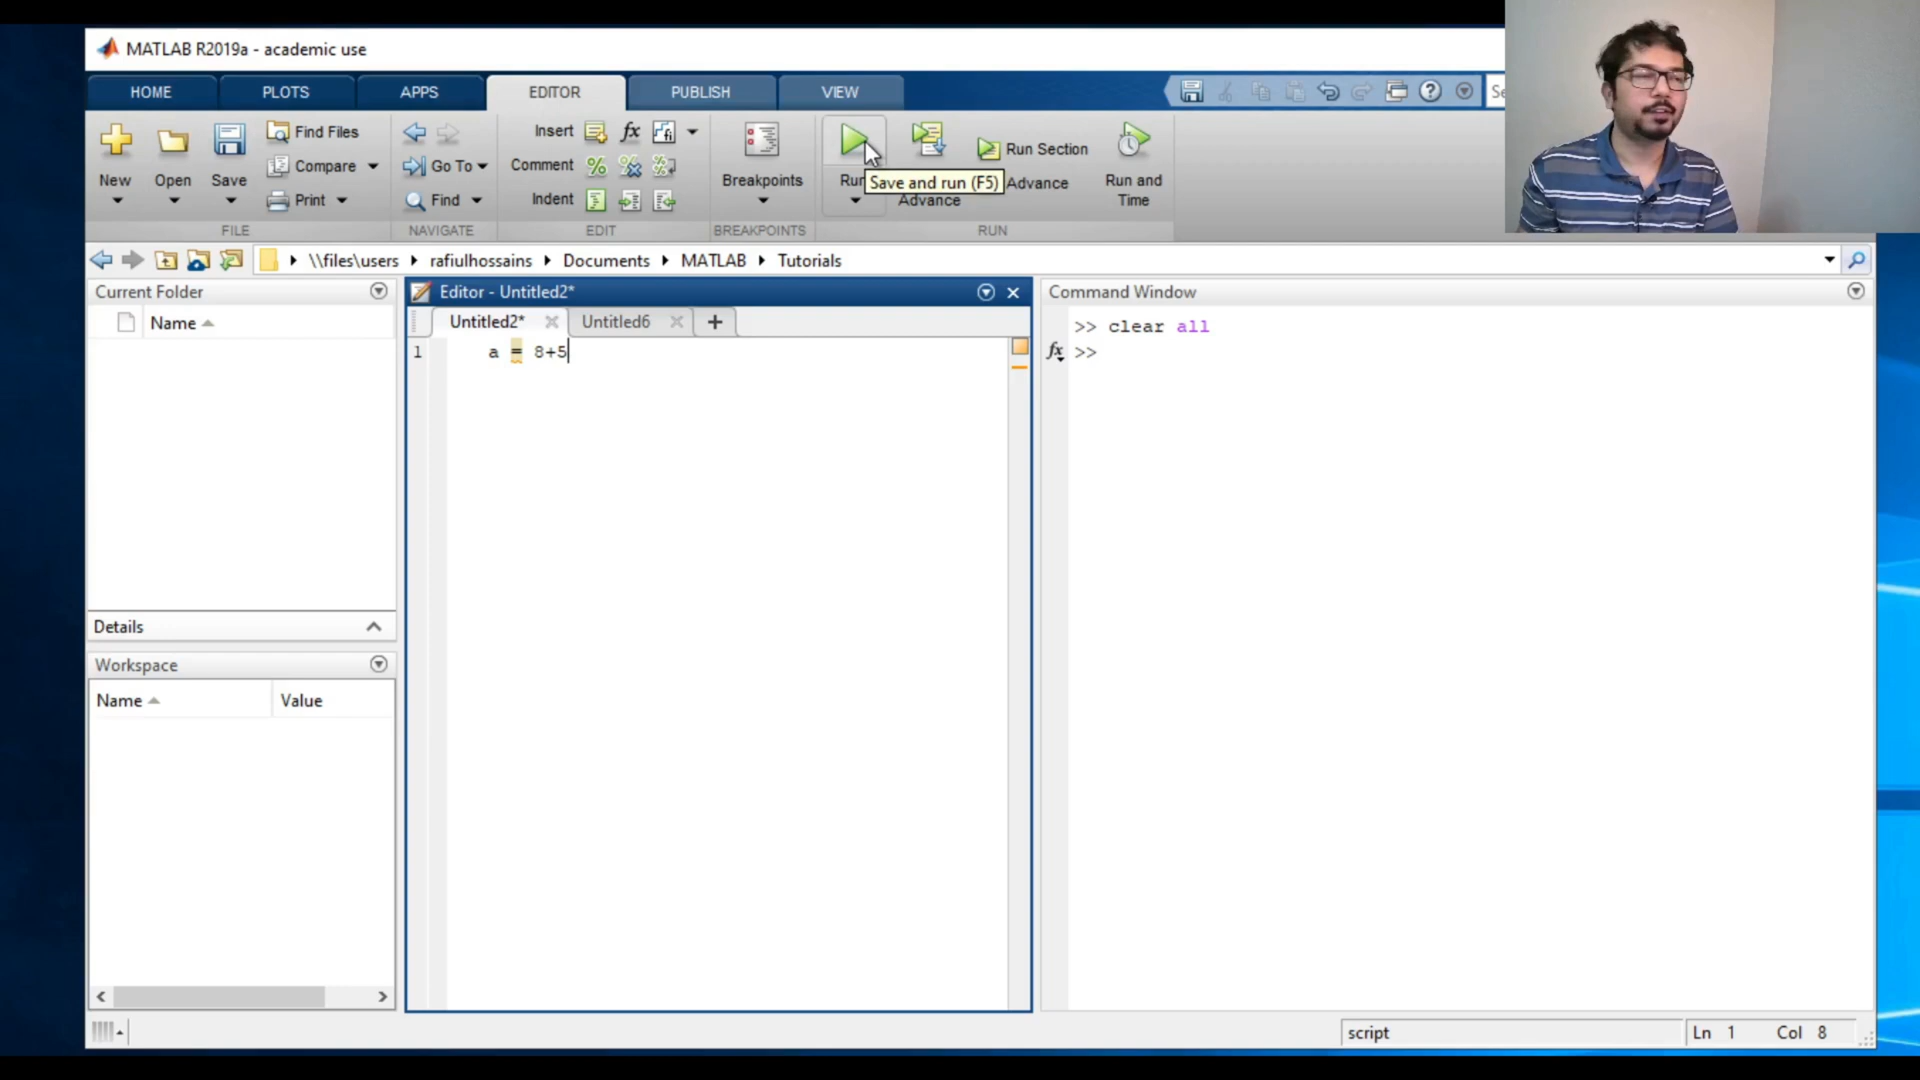 MATLAB R2019a - academic use
HOME PLOTS APPS EDITOR PUBLISH VIEW
New Open Save
Find Files
Compare
Print
FILE
Go To
Find
NAVIGATE
Insert fx
Comment
Indent
EDIT
Breakpoints
BREAKPOINTS
Run
Save and run (F5)
Advance
Run Section
Advance
Run and
Time
RUN
\\files\users rafiulhossains Documents MATLAB Tutorials
Current Folder
Name
Details
Workspace
Name Value
Editor - Untitled2*
Untitled2* Untitled6 +
1 a = 8+5
Command Window
>> clear all
fx >>
script
Ln 1 Col 8